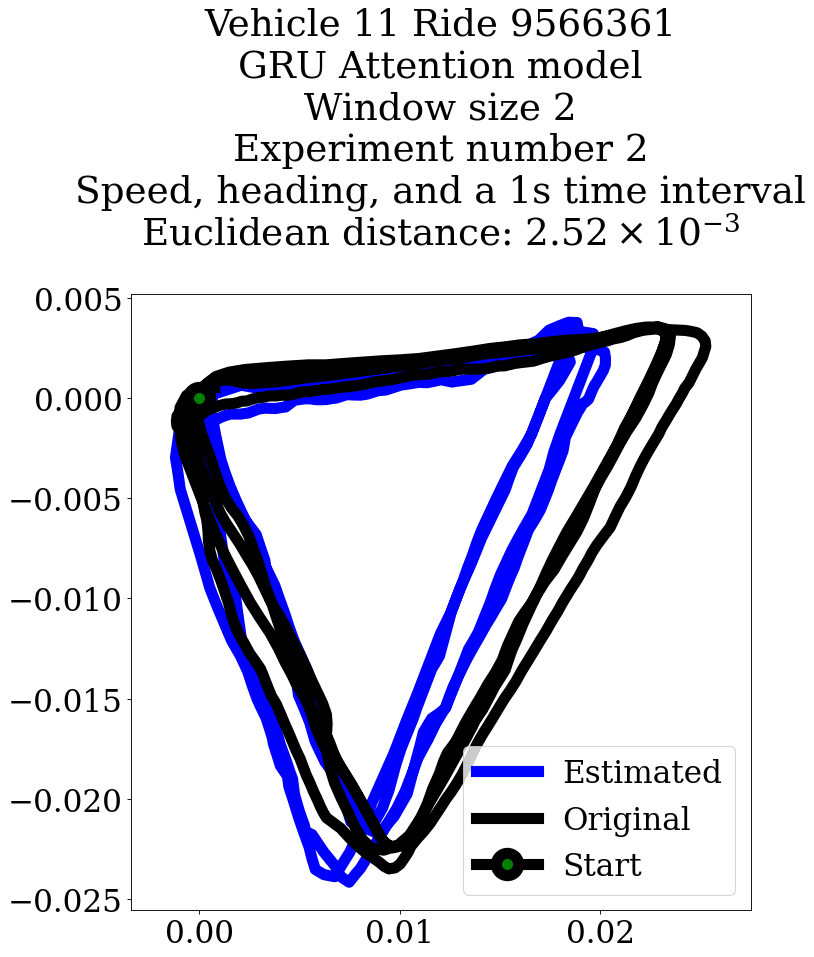 Vehicle 11 Ride 9566361
GRU Attention model
Window size 2
Experiment number 2
Speed, heading, and a 1s time interval
Euclidean distance: 2.52 × 10⁻³
0.005
0.000
−0.005
−0.010
−0.015
−0.020
−0.025
Estimated
Original
Start
0.00 0.01 0.02